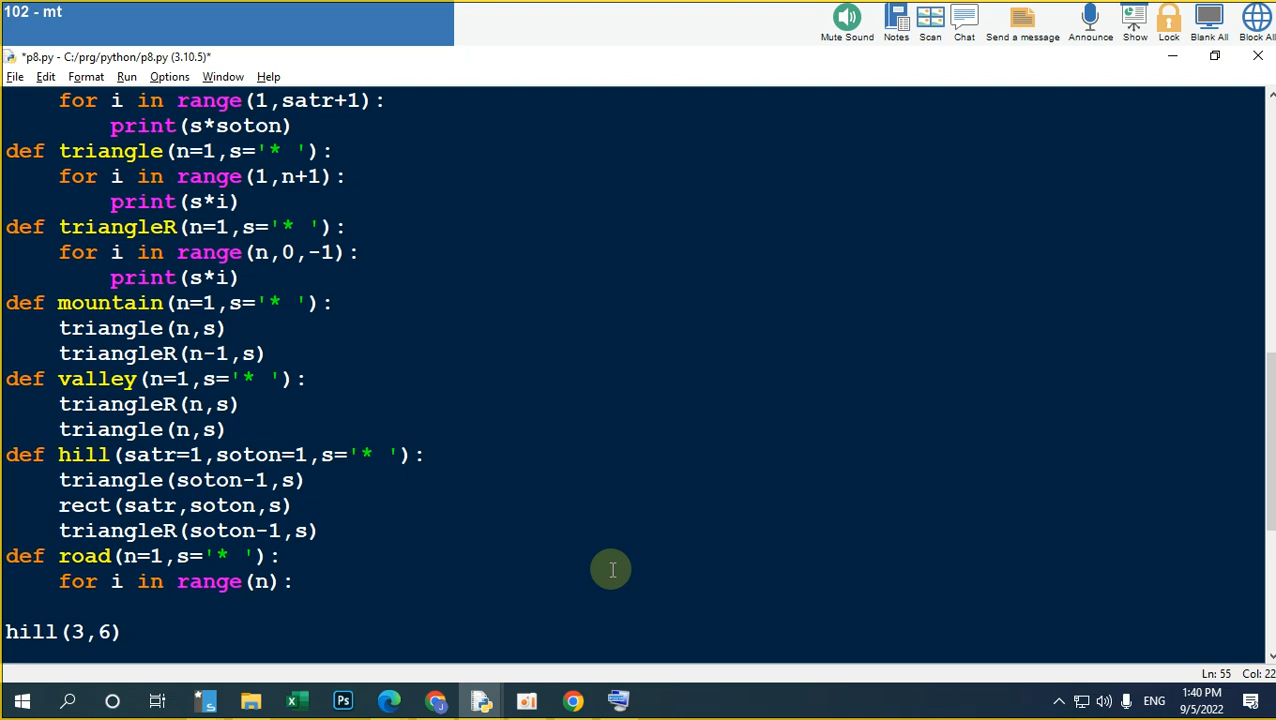 102 - mt
Mute Sound Notes Scan Chat Send a message Announce Show Lock Blank All Block All
*p8.py - C:/prg/python/p8.py (3.10.5)*
File Edit Format Run Options Window Help
    for i in range(1,satr+1):
        print(s*soton)
def triangle(n=1,s='* '):
    for i in range(1,n+1):
        print(s*i)
def triangleR(n=1,s='* '):
    for i in range(n,0,-1):
        print(s*i)
def mountain(n=1,s='* '):
    triangle(n,s)
    triangleR(n-1,s)
def valley(n=1,s='* '):
    triangleR(n,s)
    triangle(n,s)
def hill(satr=1,soton=1,s='* '):
    triangle(soton-1,s)
    rect(satr,soton,s)
    triangleR(soton-1,s)
def road(n=1,s='* '):
    for i in range(n):
hill(3,6)
Ln: 55 Col: 22
ENG
1:40 PM
9/5/2022